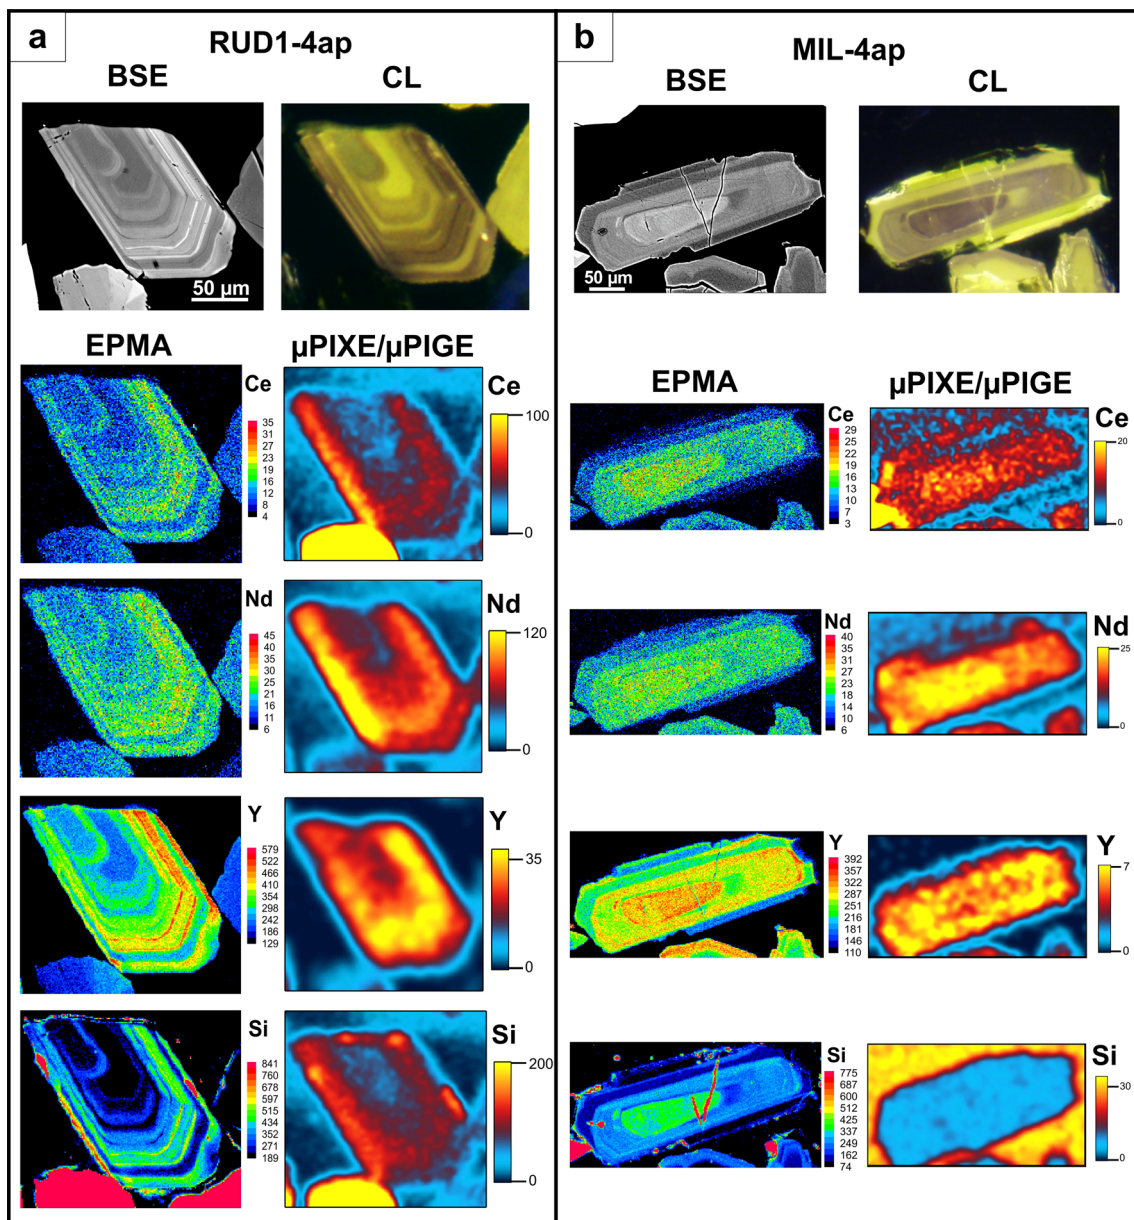 a
RUD1-4ap
BSE
CL
50 µm
EPMA
µPIXE/µPIGE
Ce
35
31
27
23
19
16
12
8
4
Ce
100
0
Nd
45
40
35
30
25
21
16
11
6
Nd
120
0
Y
579
522
466
410
354
298
242
186
129
Y
35
0
Si
841
760
678
597
515
434
352
271
189
Si
200
0
b
MIL-4ap
BSE
CL
50 µm
EPMA
µPIXE/µPIGE
Ce
29
25
22
19
16
13
10
7
3
Ce
20
0
Nd
40
35
31
27
23
18
14
10
6
Nd
25
0
Y
392
357
322
287
251
216
181
146
110
Y
7
0
Si
775
687
600
512
425
337
249
162
74
Si
30
0